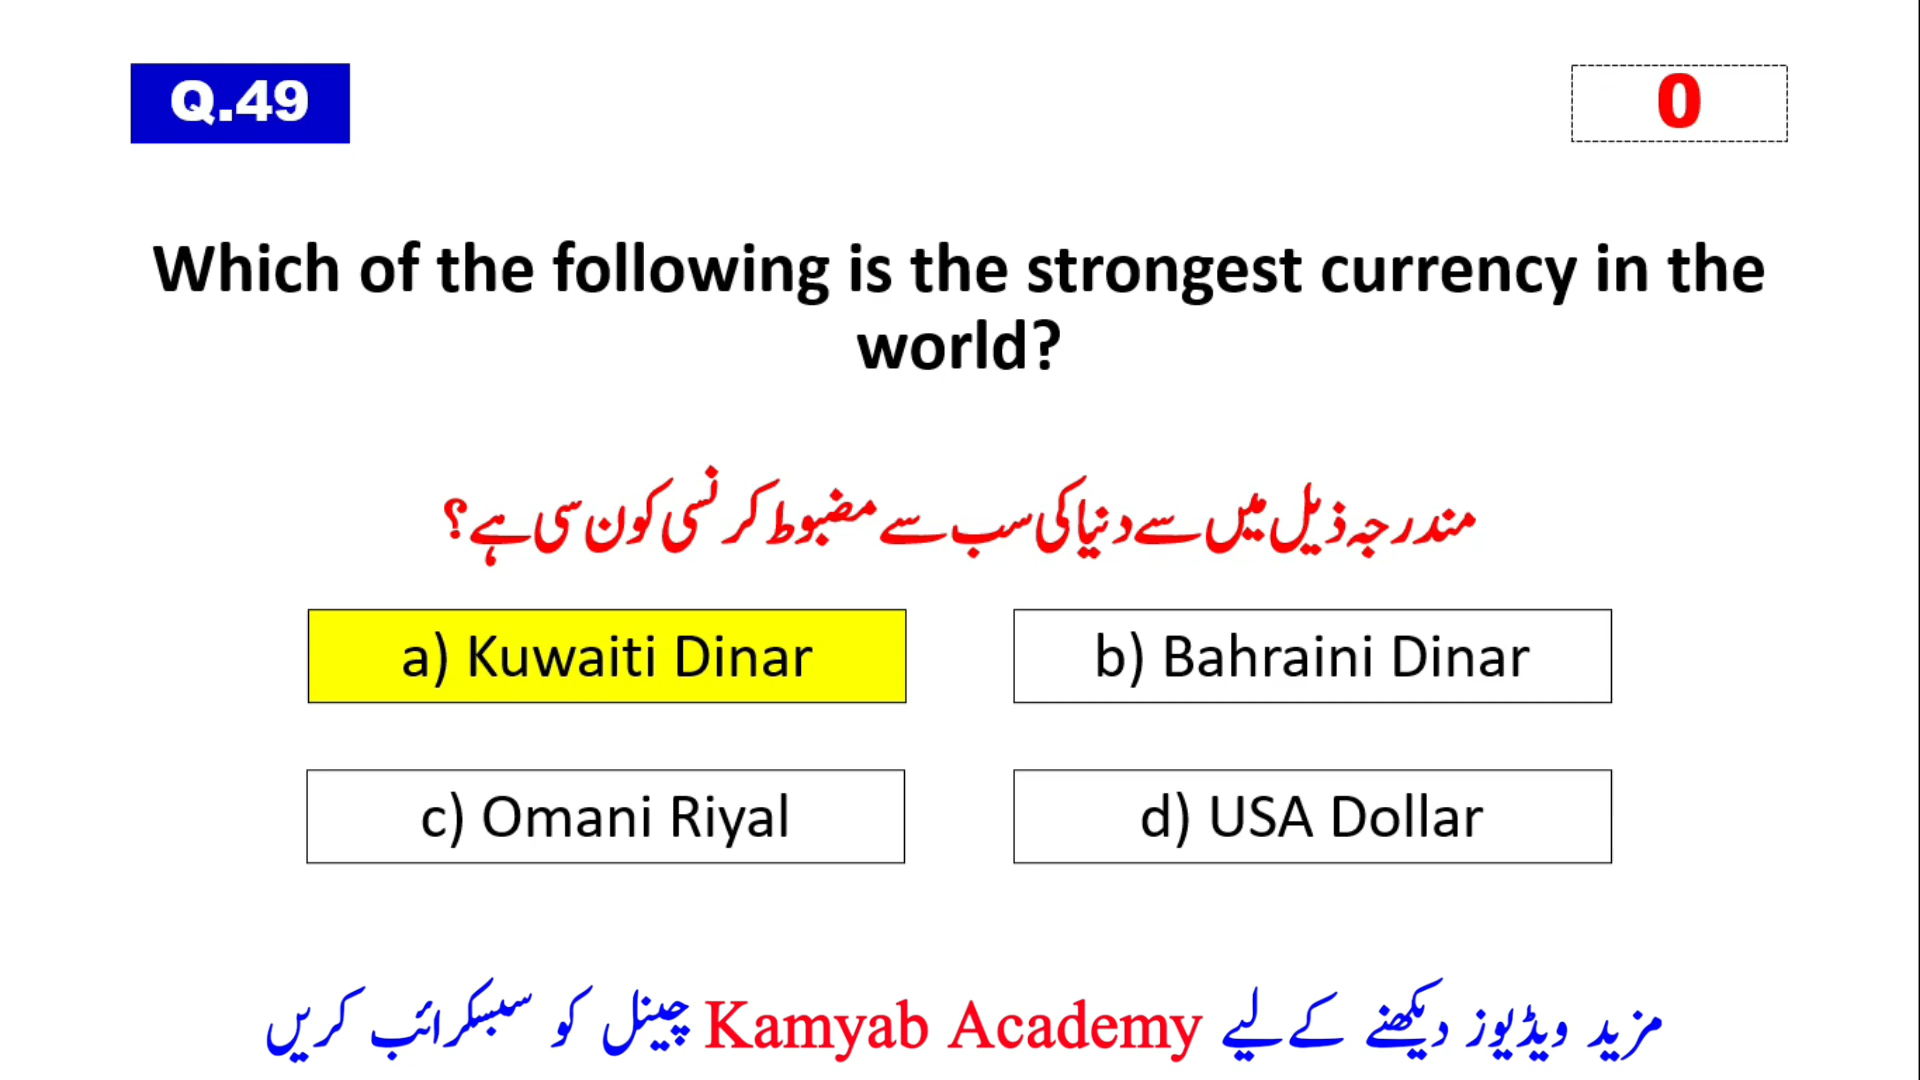 Q.49
0
Which of the following is the strongest currency in the
world?
مندرجہ ذیل میں سے دنیا کی سب سے مضبوط کرنسی کون سی ہے؟
a) Kuwaiti Dinar
b) Bahraini Dinar
c) Omani Riyal
d) USA Dollar
مزید ویڈیوز دیکھنے کے لیے Kamyab Academy چینل کو سبسکرائب کریں